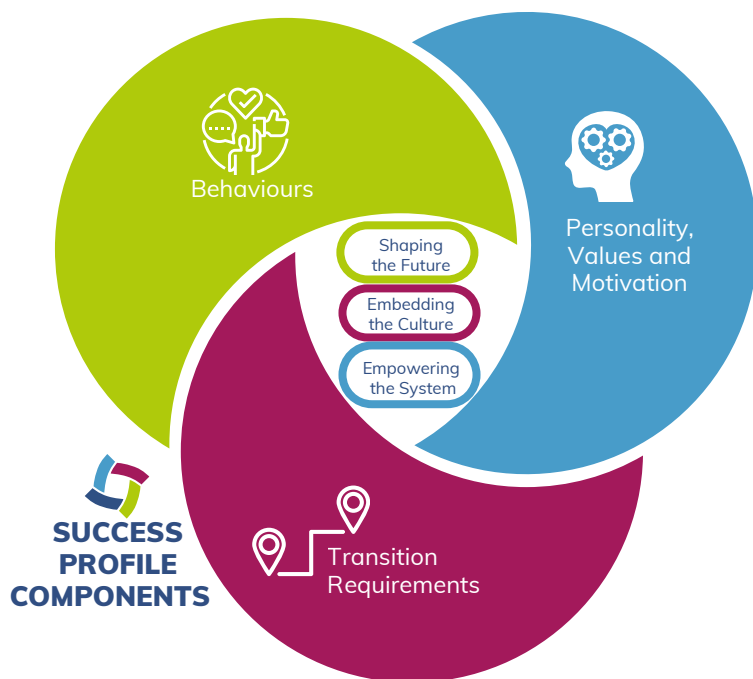 Behaviours
Personality,
Values and
Motivation
Shaping
the Future
Embedding
the Culture
Empowering
the System
SUCCESS
PROFILE
COMPONENTS
Transition
Requirements